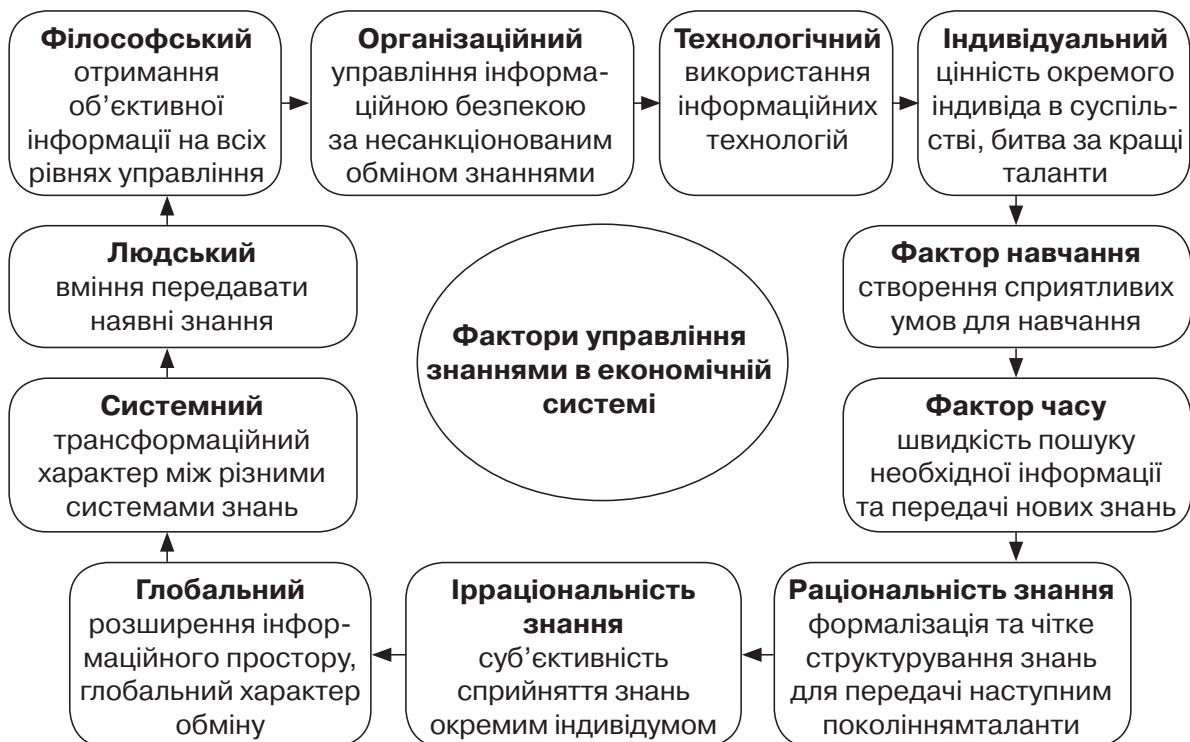 Філософський
отримання
об’єктивної
інформації на всіх
рівнях управління
Організаційний
управління інформа-
ційною безпекою
за несанкціонованим
обміном знаннями
Технологічний
використання
інформаційних
технологій
Індивідуальний
цінність окремого
індивіда в суспіль-
стві, битва за кращі
таланти
Фактор навчання
створення сприятливих
умов для навчання
Фактор часу
швидкість пошуку
необхідної інформації
та передачі нових знань
Раціональність знання
формалізація та чітке
структурування знань
для передачі наступним
поколіннямталанти
Ірраціональність
знання
суб’єктивність
сприйняття знань
окремим індивідумом
Глобальний
розширення інфор-
маційного простору,
глобальний характер
обміну
Системний
трансформаційний
характер між різними
системами знань
Людський
вміння передавати
наявні знання
Фактори управління
знаннями в економічній
системі